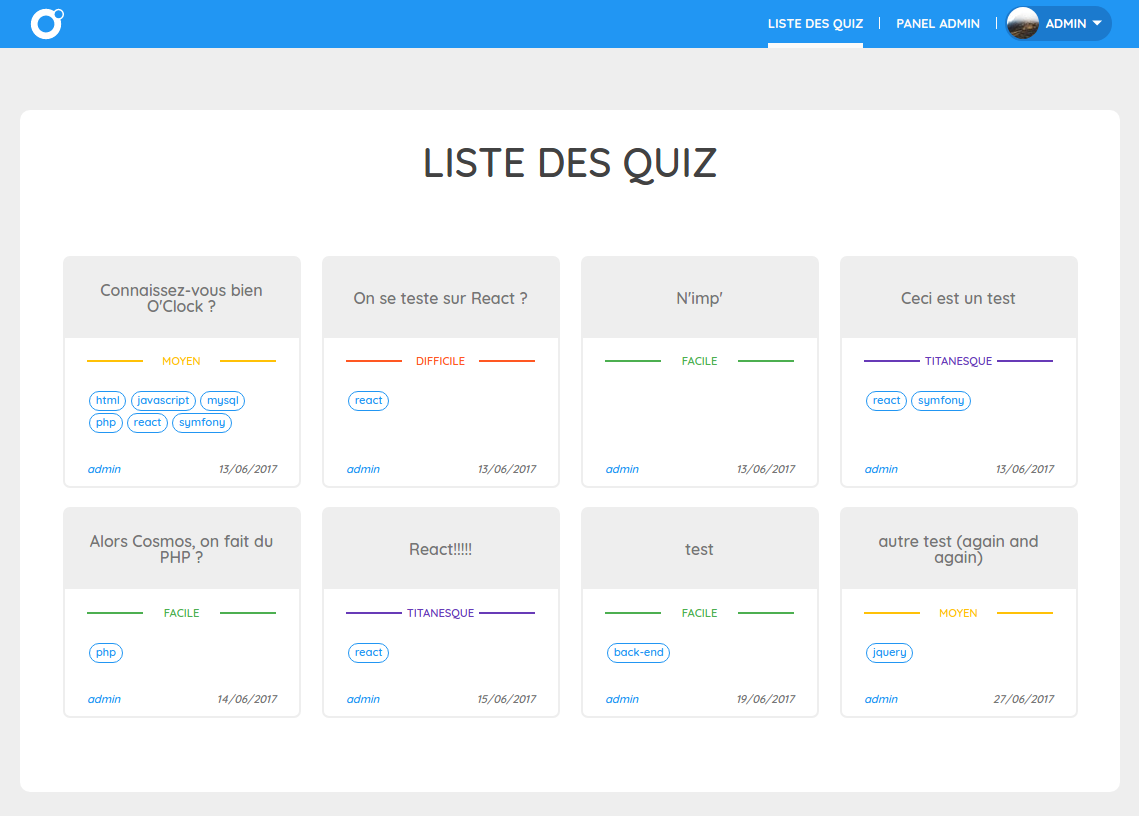 LISTE DES QUIZ
PANEL ADMIN
ADMIN
LISTE DES QUIZ
Connaissez-vous bien
O'Clock ?
MOYEN
html javascript mysql
php react symfony
admin 13/06/2017
On se teste sur React ?
DIFFICILE
react
admin 13/06/2017
N'imp'
FACILE
admin 13/06/2017
Ceci est un test
TITANESQUE
react symfony
admin 13/06/2017
Alors Cosmos, on fait du
PHP ?
FACILE
php
admin 14/06/2017
React!!!!!
TITANESQUE
react
admin 15/06/2017
test
FACILE
back-end
admin 19/06/2017
autre test (again and
again)
MOYEN
jquery
admin 27/06/2017